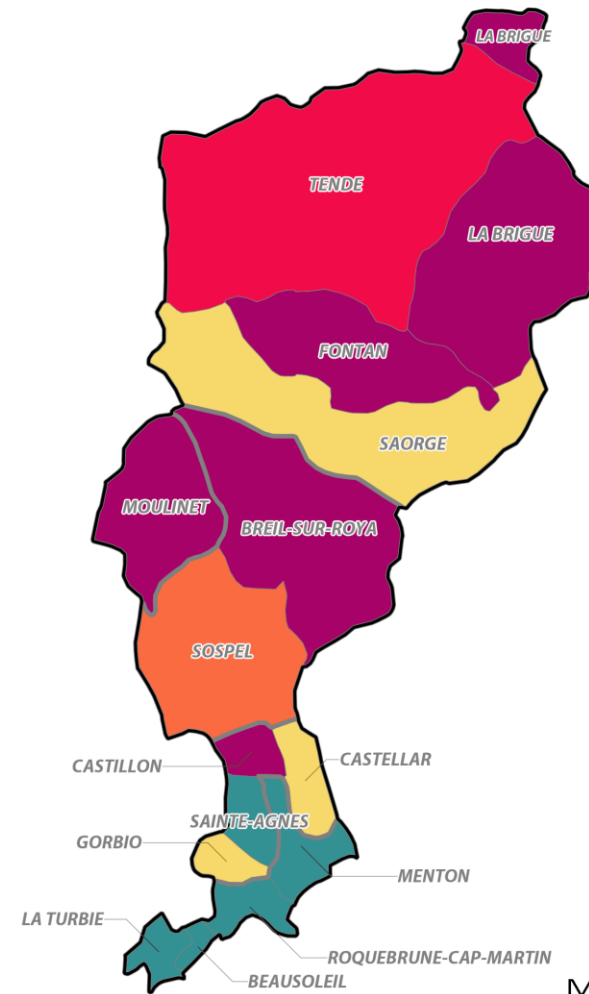 LA BRIGUE
TENDE
LA BRIGUE
FONTAN
SAORGE
MOULINET
BREIL-SUR-ROYA
SOSPEL
CASTILLON
CASTELLAR
SAINTE-AGNES
GORBIO
MENTON
LA TURBIE
ROQUEBRUNE-CAP-MARTIN
BEAUSOLEIL
M